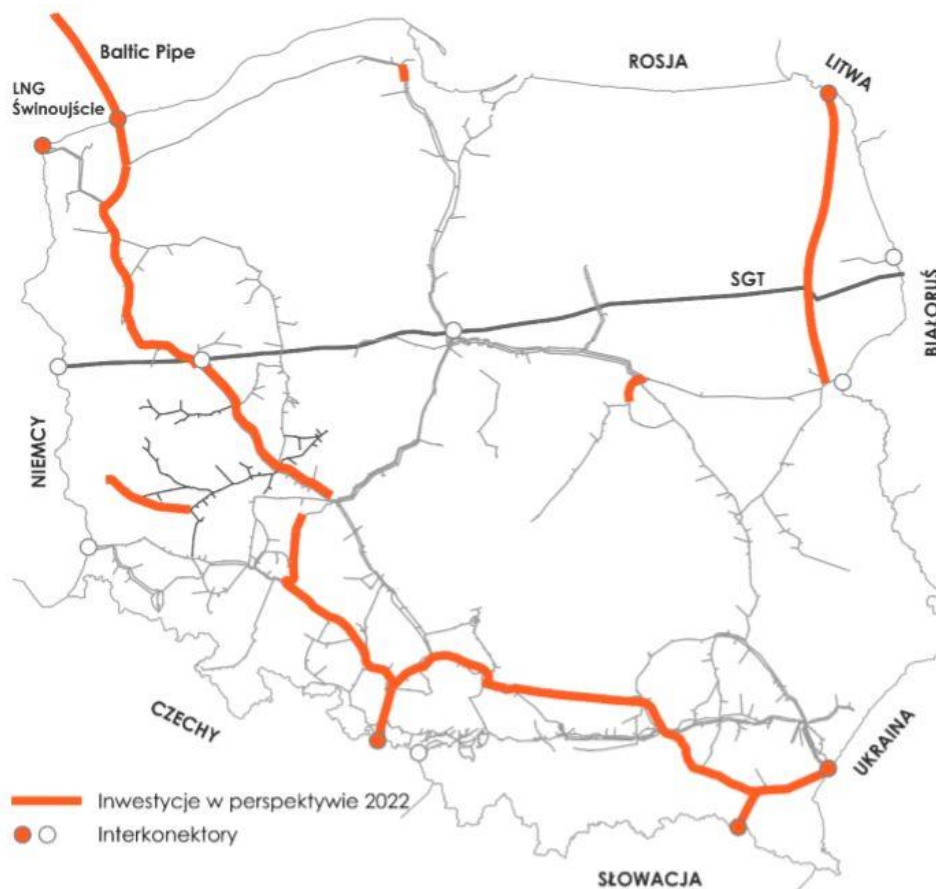 Baltic Pipe
ROSJA
LITWA
LNG
Świnoujście
SGT
BIAŁORUŚ
NIEMCY
CZECHY
UKRAINA
Inwestycje w perspektywie 2022
Interkonektory
SŁOWACJA